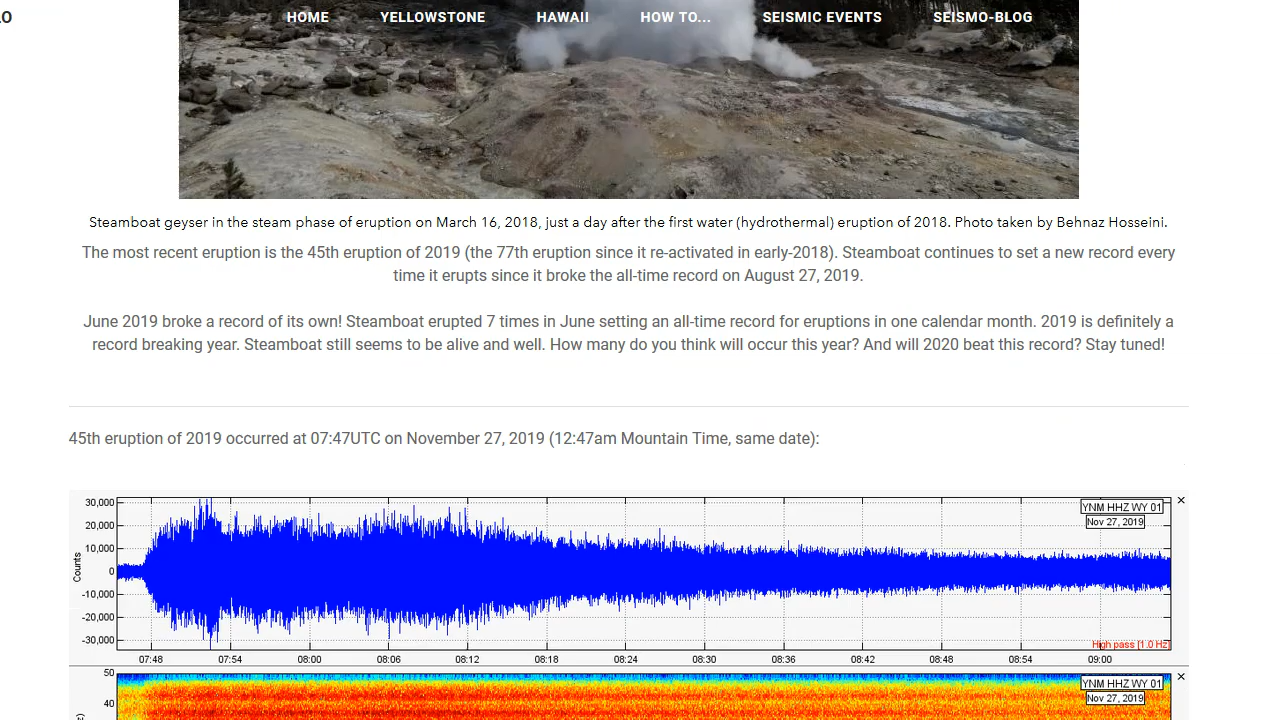 LO
HOME YELLOWSTONE HAWAII HOW TO... SEISMIC EVENTS SEISMO-BLOG
Steamboat geyser in the steam phase of eruption on March 16, 2018, just a day after the first water (hydrothermal) eruption of 2018. Photo taken by Behnaz Hosseini.
The most recent eruption is the 45th eruption of 2019 (the 77th eruption since it re-activated in early-2018). Steamboat continues to set a new record every
time it erupts since it broke the all-time record on August 27, 2019.
June 2019 broke a record of its own! Steamboat erupted 7 times in June setting an all-time record for eruptions in one calendar month. 2019 is definitely a
record breaking year. Steamboat still seems to be alive and well. How many do you think will occur this year? And will 2020 beat this record? Stay tuned!
45th eruption of 2019 occurred at 07:47UTC on November 27, 2019 (12:47am Mountain Time, same date):
30,000
20,000
10,000
0
-10,000
-20,000
-30,000
Counts
YNM HHZ WY 01
Nov 27, 2019
High pass [1.0 Hz]
07:48 07:54 08:00 08:06 08:12 08:18 08:24 08:30 08:36 08:42 08:48 08:54 09:00
50
40
YNM HHZ WY 01
Nov 27, 2019